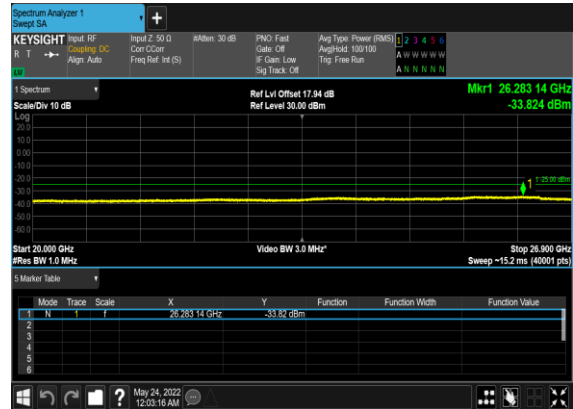 Spectrum Analyzer 1
Swept SA
KEYSIGHT Input: RF Input Z: 50 Ω #Atten: 30 dB PNO: Fast Avg Type: Power (RMS) 1 2 3 4 5 6
R T Coupling: DC Corr CCorr Gate: Off Avg|Hold: 100/100 A W W W W W
Align: Auto Freq Ref: Int (S) IF Gain: Low Trig: Free Run
LW Sig Track: Off A N N N N N
1 Spectrum Ref Lvl Offset 17.94 dB Mkr1 26.283 14 GHz
Scale/Div 10 dB Ref Level 30.00 dBm -33.824 dBm
Log
20.0
10.0
0.00
-10.0
-20.0
1 -25.00 dBm
-30.0
-40.0
-50.0
-60.0
Start 20.000 GHz Video BW 3.0 MHz* Stop 26.900 GHz
#Res BW 1.0 MHz Sweep ~15.2 ms (40001 pts)
5 Marker Table
Mode Trace Scale X Y Function Function Width Function Value
1 N 1 f 26.283 14 GHz -33.82 dBm
2
3
4
5
6
? May 24, 2022
12:03:16 AM